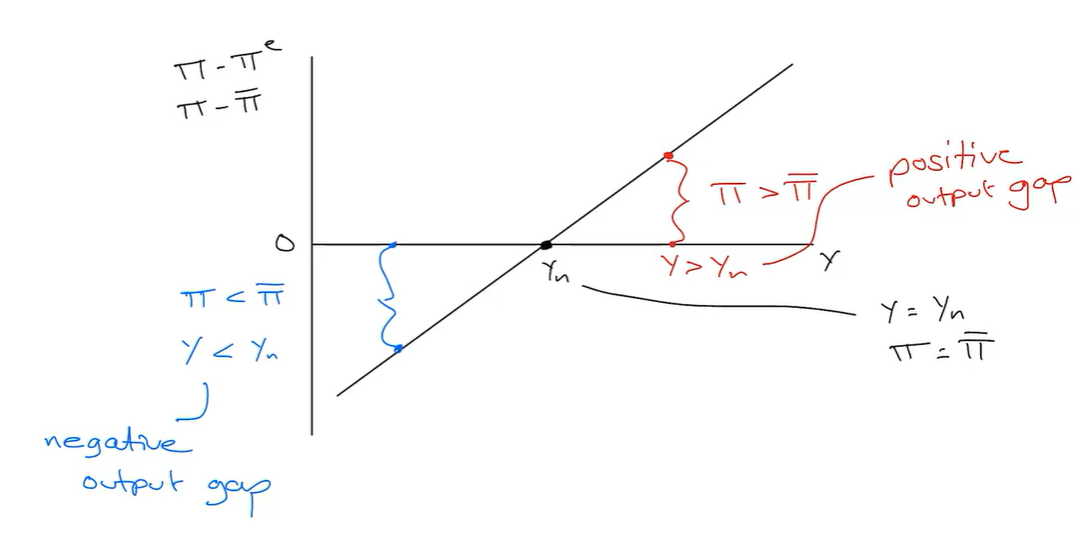 π - πᵉ
π - π̄
0
Yₙ
Y > Yₙ
Y
π > π̄
positive
output gap
Y = Yₙ
π = π̄
π < π̄
Y < Yₙ
negative
output gap